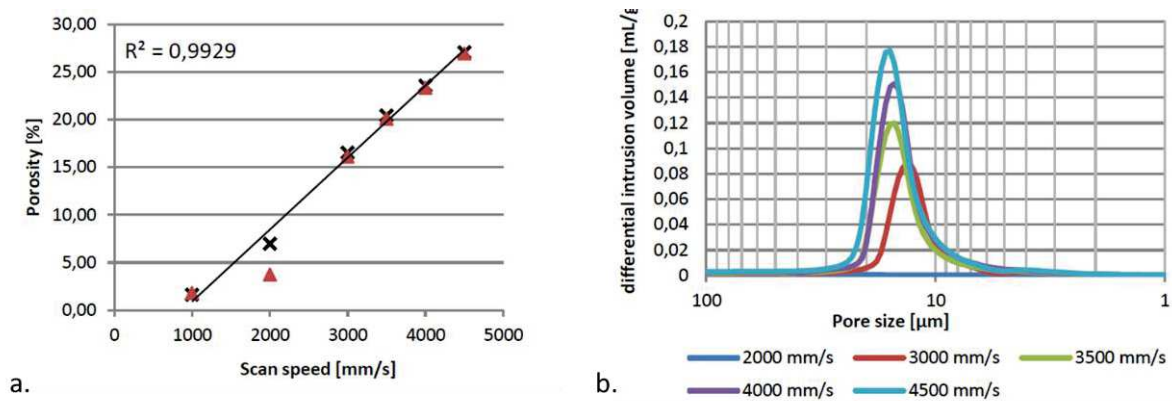 30,00
25,00
20,00
15,00
10,00
5,00
0,00
R² = 0,9929
Porosity [%]
0 1000 2000 3000 4000 5000
Scan speed [mm/s]
a.
0,2
0,18
0,16
0,14
0,12
0,1
0,08
0,06
0,04
0,02
0
differential intrusion volume [mL/g
100 10 1
Pore size [µm]
2000 mm/s 3000 mm/s 3500 mm/s
4000 mm/s 4500 mm/s
b.